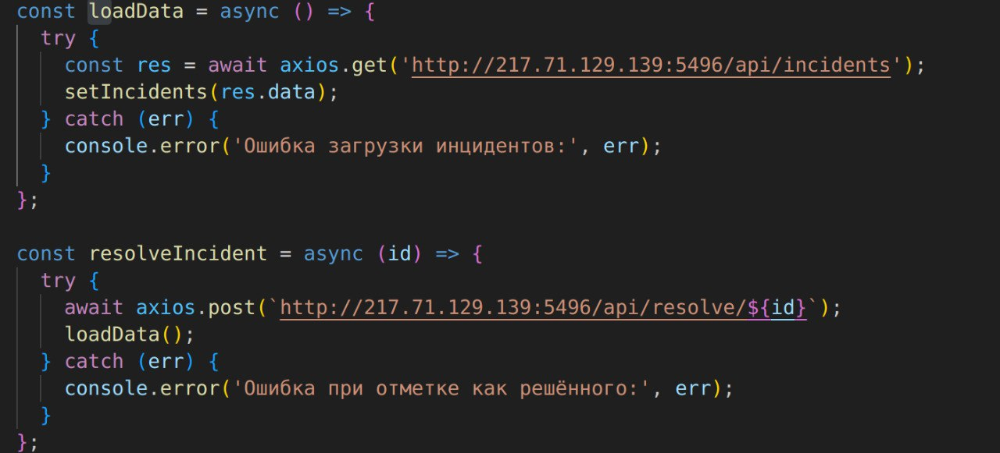 const loadData = async () => {
  try {
    const res = await axios.get('http://217.71.129.139:5496/api/incidents');
    setIncidents(res.data);
  } catch (err) {
    console.error('Ошибка загрузки инцидентов:', err);
  }
};

const resolveIncident = async (id) => {
  try {
    await axios.post(`http://217.71.129.139:5496/api/resolve/${id}`);
    loadData();
  } catch (err) {
    console.error('Ошибка при отметке как решённого:', err);
  }
};